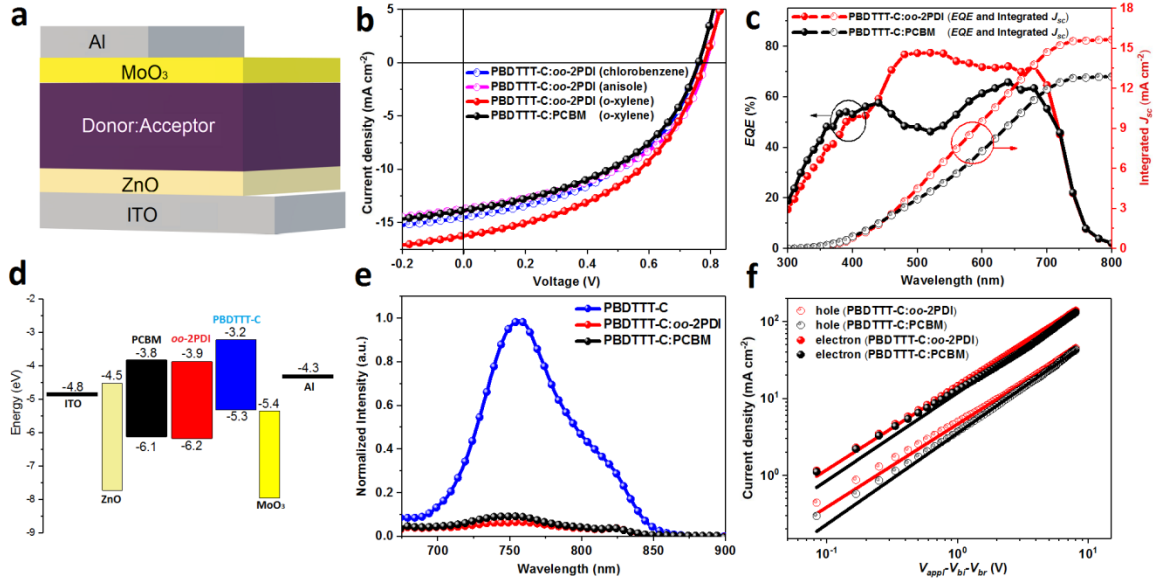 a
Al
MoO₃
Donor:Acceptor
ZnO
ITO
b
5
0
-5
-10
-15
Current density (mA cm⁻²)
PBDTTT-C:oo-2PDI (chlorobenzene)
PBDTTT-C:oo-2PDI (anisole)
PBDTTT-C:oo-2PDI (o-xylene)
PBDTTT-C:PCBM (o-xylene)
-0.2 0.0 0.2 0.4 0.6 0.8
Voltage (V)
c
PBDTTT-C:oo-2PDI (EQE and Integrated Jsc)
PBDTTT-C:PCBM (EQE and Integrated Jsc)
80
60
40
20
0
EQE (%)
18
15
12
9
6
3
0
Integrated Jsc (mA cm⁻²)
300 400 500 600 700 800
Wavelength (nm)
d
-2
-3
-4
-5
-6
-7
-8
-9
Energy (eV)
PBDTTT-C
-3.2
PCBM
-3.8
oo-2PDI
-3.9
-4.3
Al
-4.8
ITO
-4.5
-5.3
-5.4
-6.1
-6.2
ZnO
MoO₃
e
1.0
0.8
0.6
0.4
0.2
0.0
Normalized Intensity (a.u.)
PBDTTT-C
PBDTTT-C:oo-2PDI
PBDTTT-C:PCBM
700 750 800 850 900
Wavelength (nm)
f
hole (PBDTTT-C:oo-2PDI)
hole (PBDTTT-C:PCBM)
electron (PBDTTT-C:oo-2PDI)
electron (PBDTTT-C:PCBM)
10²
10¹
10⁰
Current density (mA cm⁻²)
10⁻¹ 10⁰ 10¹
Vappl-Vbi-Vbr (V)